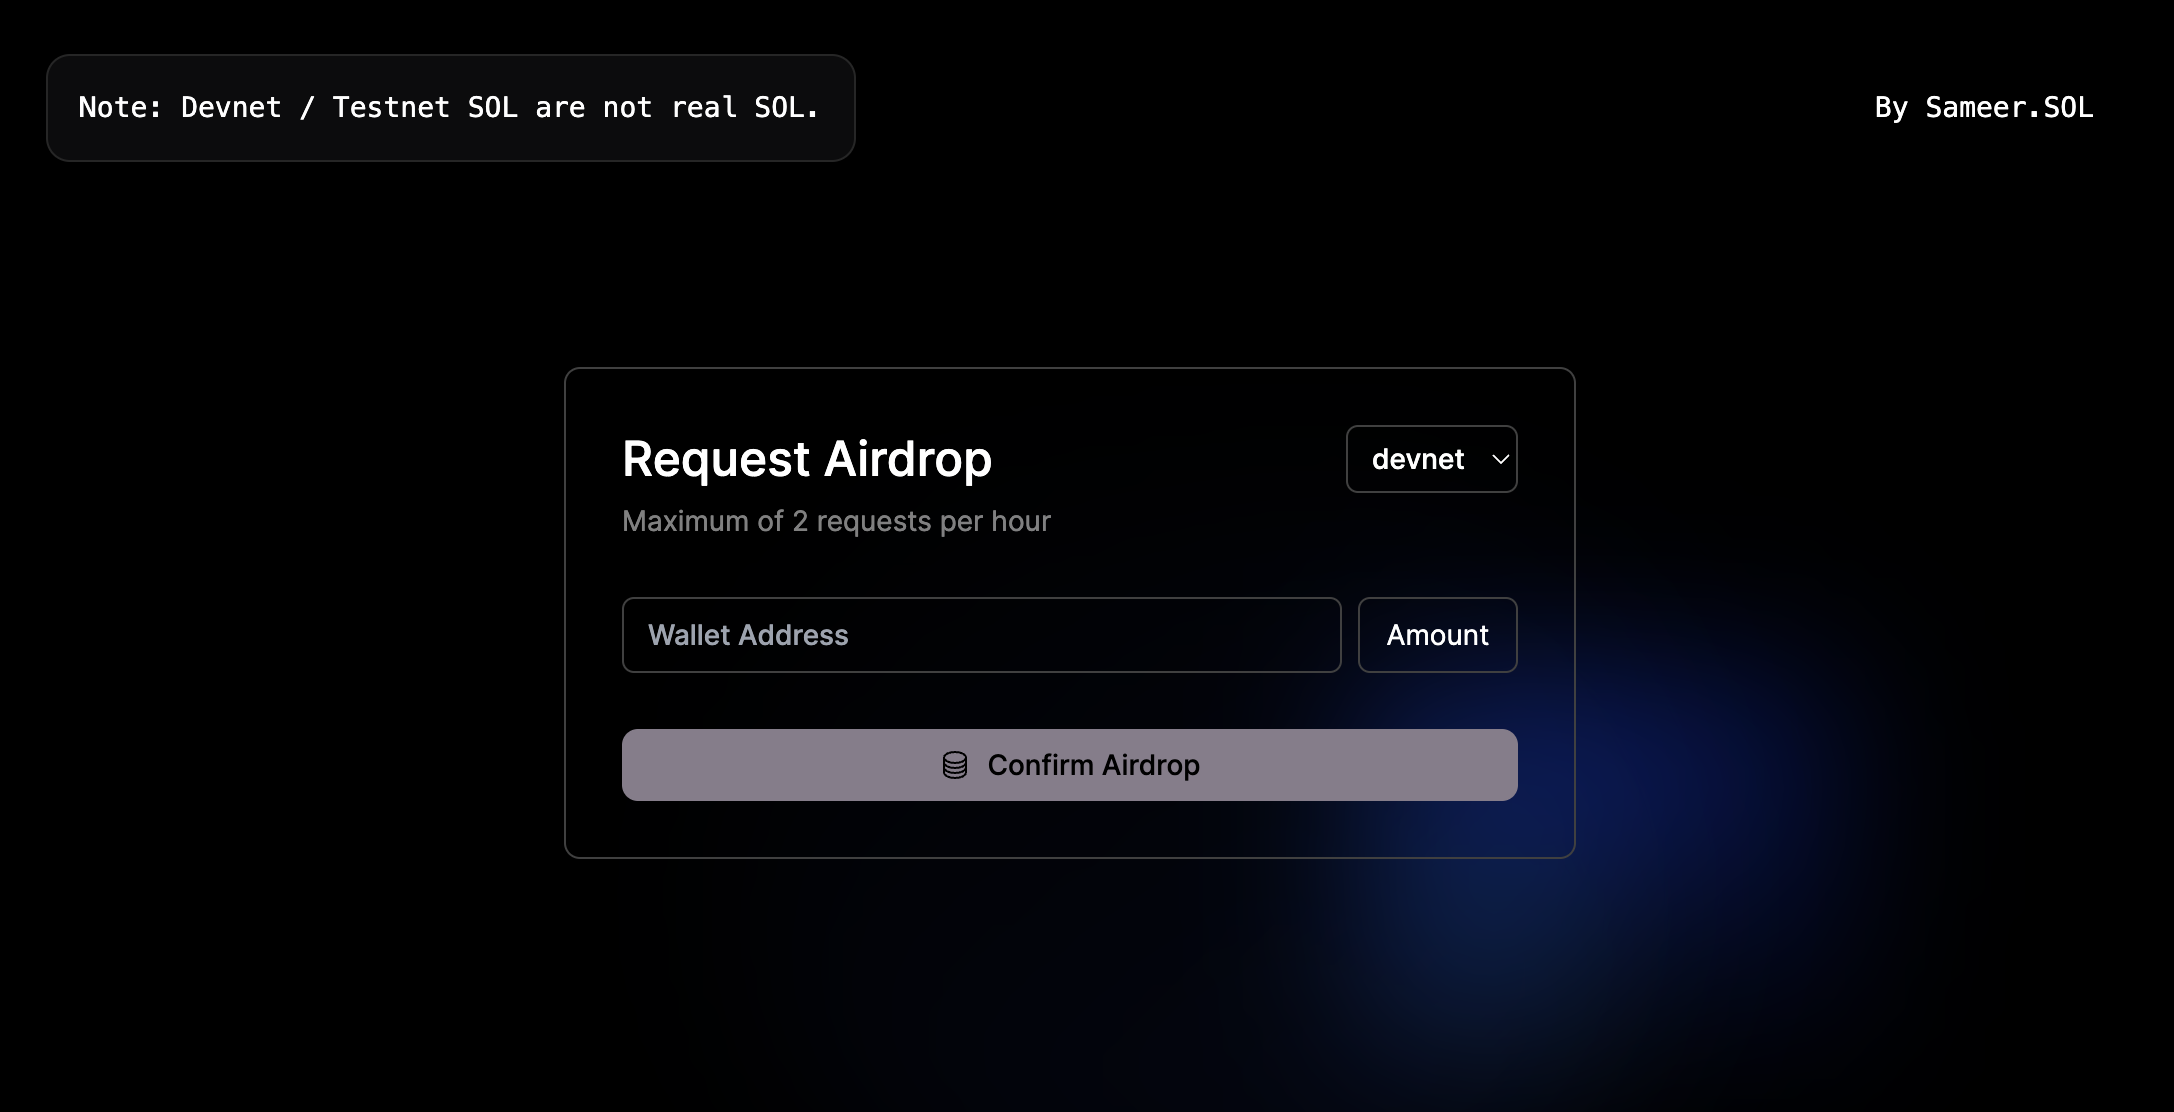 Note: Devnet / Testnet SOL are not real SOL.
By Sameer.SOL
Request Airdrop
devnet
Maximum of 2 requests per hour
Wallet Address
Amount
Confirm Airdrop